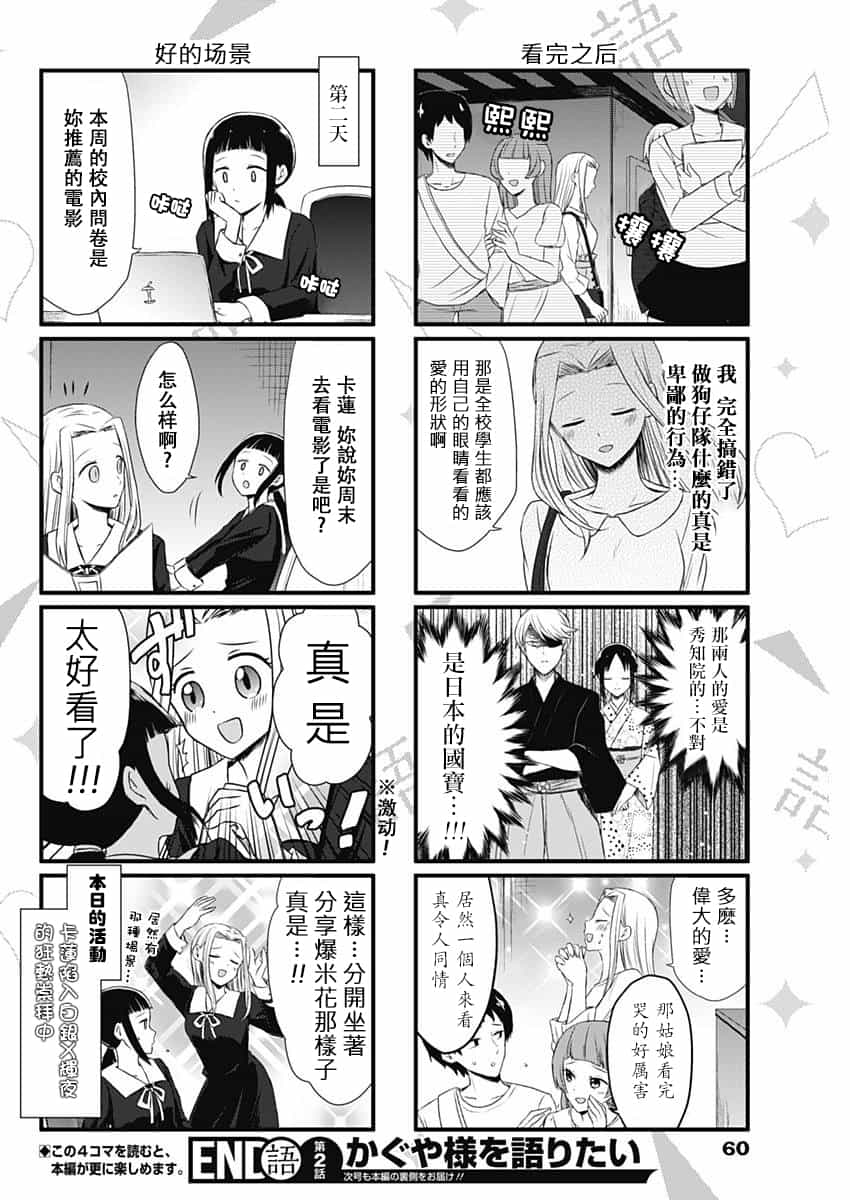 看完之后
熙熙
攘攘
我 完全搞錯了
做狗仔隊什麼的真是
卑鄙的行為…
那是全校學生都應該
用自己的眼睛看看的
愛的形狀啊
那兩人的愛是
秀知院的…不對
是日本的國寶…!!!
多麼…
偉大的愛…
居然一個人來看
真令人同情
那姑娘看完
哭的好厲害
好的场景
第二天
本周的校內問卷是
妳推薦的電影
咔哒
咔哒
卡蓮 妳說妳周末
去看電影了是吧?
怎么样啊?
真是
太好看了!!!
すっ
ごい
いっ
※激动!
這樣…分開坐著
分享爆米花那樣子
真是…!!
居然有
那種場景…
本日的活動
卡蓮陷入白銀×輝夜
的狂熱崇拜中
◆この4コマを読むと、
本編が更に楽しめます。
END
語
第2話
かぐや様を語りたい
次号も本編の裏側をお届け!!
60
語
語
語